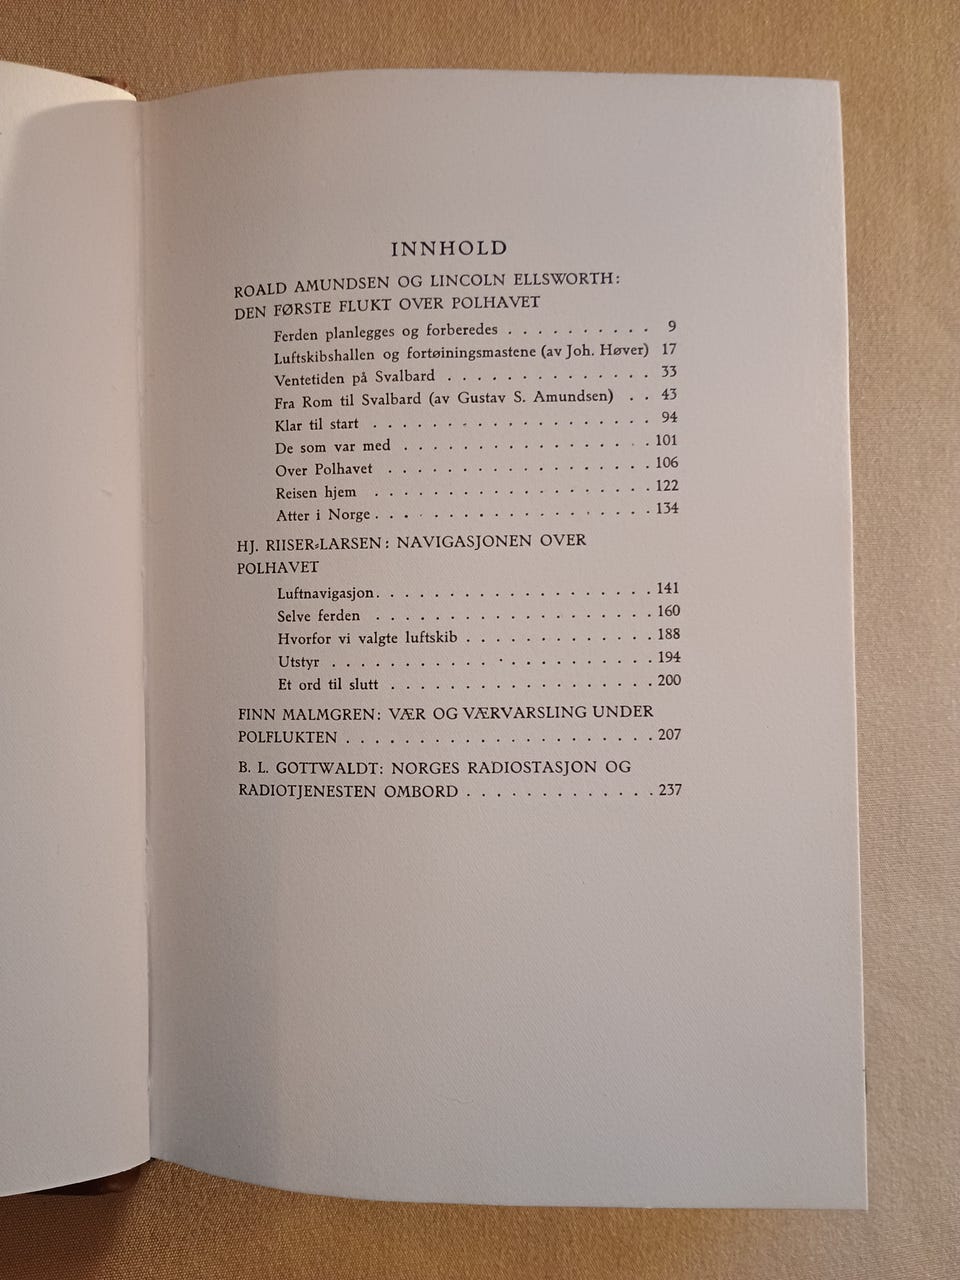 INNHOLD
ROALD AMUNDSEN OG LINCOLN ELLSWORTH:
DEN FØRSTE FLUKT OVER POLHAVET
Ferden planlegges og forberedes . . . . . . . . . . 9
Luftskibshallen og fortøiningsmastene (av Joh. Høver) 17
Ventetiden på Svalbard . . . . . . . . . . . . . . 33
Fra Rom til Svalbard (av Gustav S. Amundsen) . . 43
Klar til start . . . . . . . . . . . . . . . . . . . 94
De som var med . . . . . . . . . . . . . . . . . 101
Over Polhavet . . . . . . . . . . . . . . . . . . 106
Reisen hjem . . . . . . . . . . . . . . . . . . . 122
Atter i Norge . . . . . . . . . . . . . . . . . . . 134
HJ. RIISER-LARSEN: NAVIGASJONEN OVER
POLHAVET
Luftnavigasjon. . . . . . . . . . . . . . . . . . . 141
Selve ferden . . . . . . . . . . . . . . . . . . . 160
Hvorfor vi valgte luftskib . . . . . . . . . . . . . 188
Utstyr . . . . . . . . . . . . . . . . . . . . . . 194
Et ord til slutt . . . . . . . . . . . . . . . . . . 200
FINN MALMGREN: VÆR OG VÆRVARSLING UNDER
POLFLUKTEN . . . . . . . . . . . . . . . . . . . . . 207
B. L. GOTTWALDT: NORGES RADIOSTASJON OG
RADIOTJENESTEN OMBORD . . . . . . . . . . . . . 237